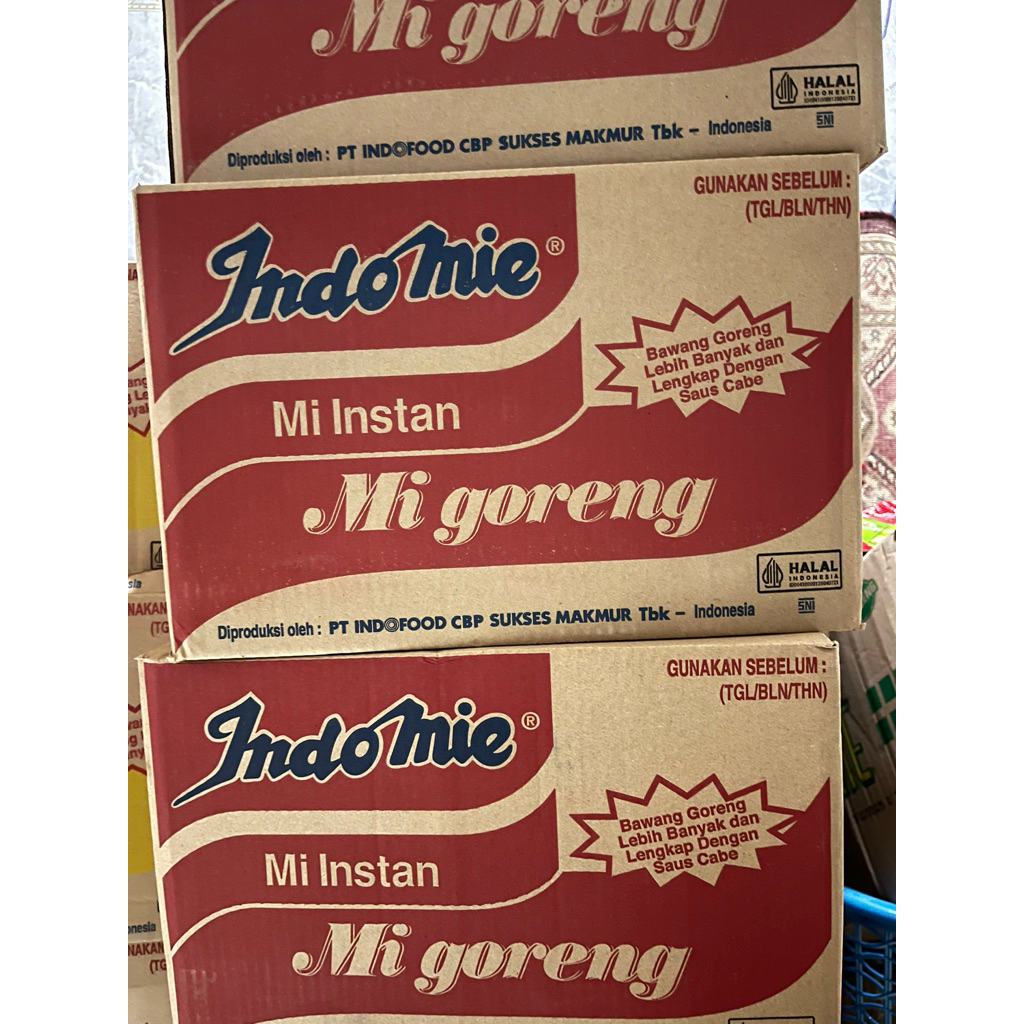 Mi goreng
HALAL
INDONESIA
Diproduksi oleh : PT INDOFOOD CBP SUKSES MAKMUR Tbk – Indonesia
SNI
GUNAKAN SEBELUM :
(TGL/BLN/THN)
Indomie®
Bawang Goreng
Lebih Banyak dan
Lengkap Dengan
Saus Cabe
Mi Instan
Mi goreng
HALAL
INDONESIA
Diproduksi oleh : PT INDOFOOD CBP SUKSES MAKMUR Tbk – Indonesia
SNI
GUNAKAN SEBELUM :
(TGL/BLN/THN)
Indomie®
Bawang Goreng
Lebih Banyak dan
Lengkap Dengan
Saus Cabe
Mi Instan
Mi goreng
HALAL